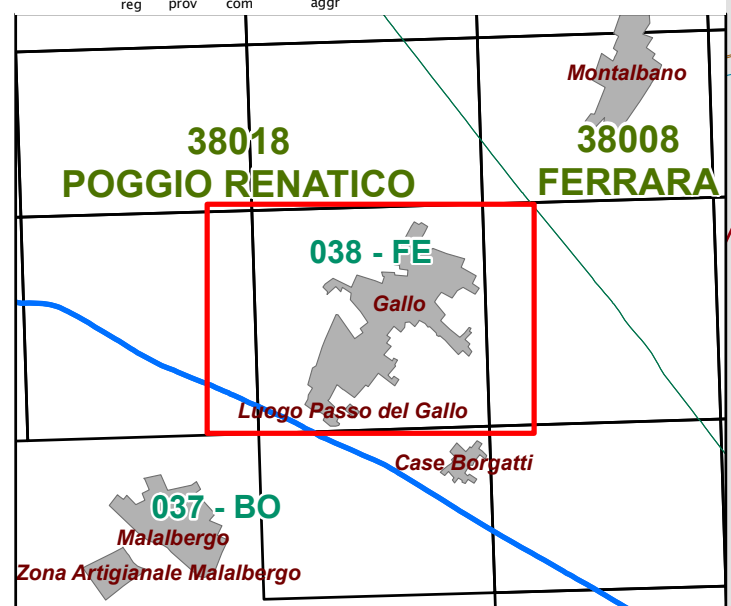 reg prov com aggr
Montalbano
38018
POGGIO RENATICO
38008
FERRARA
038 - FE
Gallo
Luogo Passo del Gallo
Case Borgatti
037 - BO
Malalbergo
Zona Artigianale Malalbergo